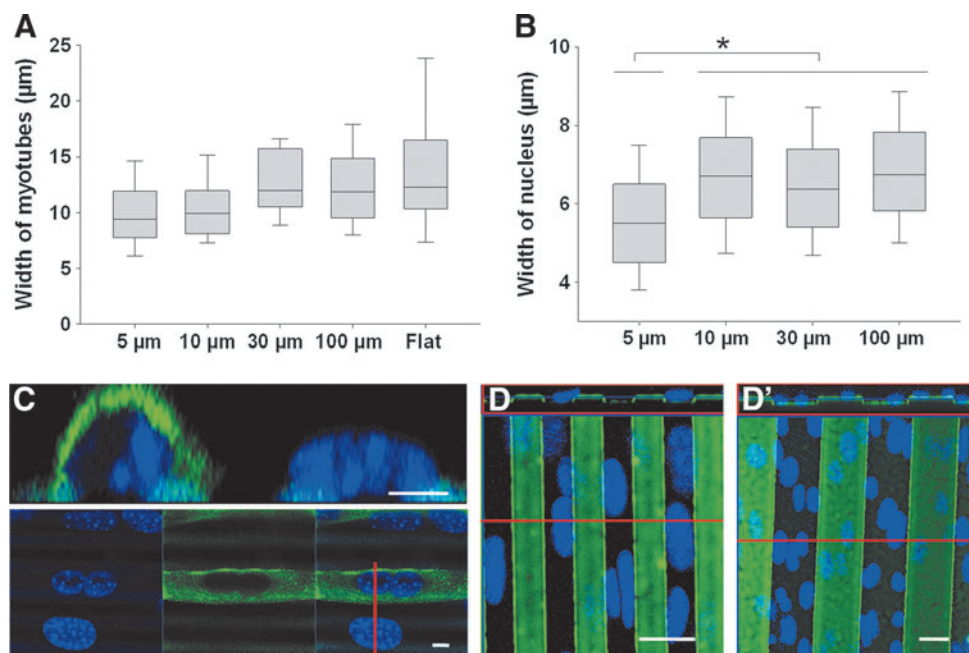 A
Width of myotubes (µm)
25
20
15
10
5
0
5 µm 10 µm 30 µm 100 µm Flat
B
Width of nucleus (µm)
10
8
6
4
*
5 µm 10 µm 30 µm 100 µm
C
D
D'